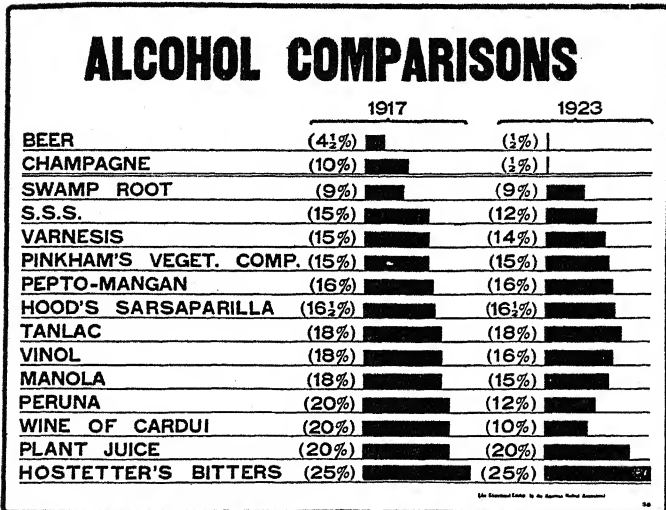 ALCOHOL COMPARISONS
1917 1923
BEER (4½%) (½%)
CHAMPAGNE (10%) (½%)
SWAMP ROOT (9%) (9%)
S.S.S. (15%) (12%)
VARNESIS (15%) (14%)
PINKHAM'S VEGET. COMP. (15%) (15%)
PEPTO-MANGAN (16%) (16%)
HOOD'S SARSAPARILLA (16½%) (16½%)
TANLAC (18%) (18%)
VINOL (18%) (16%)
MANOLA (18%) (15%)
PERUNA (20%) (12%)
WINE OF CARDUI (20%) (10%)
PLANT JUICE (20%) (20%)
HOSTETTER'S BITTERS (25%) (25%)
American Medical Association